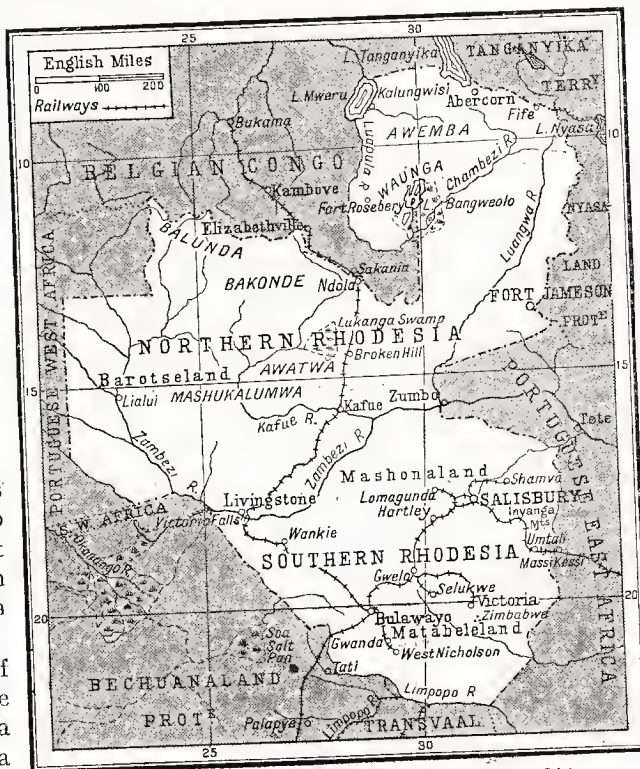 25
30
English Miles
0 100 200
Railways
L. Tanganyika
TANGANYIKA
TERRY
L. Mweru
Kalungwisi
Abercorn
Fife
Bukama
AWEMBA
L. Nyasa
10
10
Luapula R.
BELGIAN CONGO
WAUNGA
Chambezi R.
Kambove
Fort Rosebery
L. Bangweolo
Luangwa R
NYASA
Elizabethville
BALUNDA
LAND
Sakania
BAKONDE
Ndola
FORT JAMESON
PROTE
PORTUGUESE WEST AFRICA
Lukanga Swamp
NORTHERN RHODESIA
Broken Hill
AWATWA
Barotseland
15
15
MASHUKALUMWA
Lialui
Kafue
Zumbo
Kafue R.
Tete
PORTUGUESE EAST AFRICA
Zambezi R.
Zambezi R
Mashonaland
Shamva
Livingstone
Lomagunda
SALISBURY
S.W. AFRICA
Victoria Falls
Hartley
Inyanga
Mts
Okavango R.
Wankie
Umtali
SOUTHERN RHODESIA
Massi Kessi
Gwelo
Selukwe
Victoria
20
20
Zimbabwe
Bulawayo
Matabeleland
Soa
Salt
Pan
Gwanda
West Nicholson
BECHUANALAND
Tati
Limpopo R
PROTE
Palapye
Limpopo R
TRANSVAAL
25
30